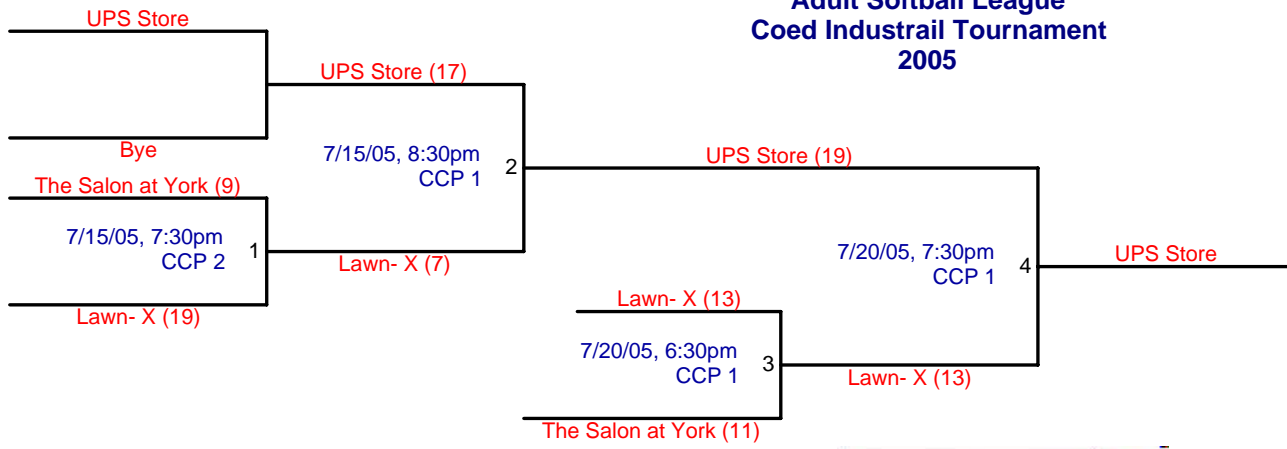 Adult Softball League
Coed Industrail Tournament
2005
UPS Store
UPS Store (17)
Bye
7/15/05, 8:30pm
CCP 1
2
UPS Store (19)
The Salon at York (9)
7/15/05, 7:30pm
CCP 2
1
Lawn- X (7)
Lawn- X (19)
7/20/05, 7:30pm
CCP 1
4
UPS Store
Lawn- X (13)
7/20/05, 6:30pm
CCP 1
3
Lawn- X (13)
The Salon at York (11)